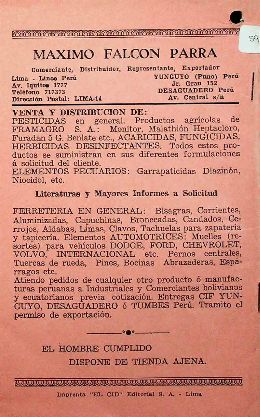 MAXIMO FALCON PARRA
Comerciante, Distribuidor, Representante, Exportador
Lima - Lince Perú
Av. Iquitos 1777
Teléfono 717373
Dirección Postal: LIMA-14
YUNGUYO (Puno) Perú
Jr. Grau 152
DESAGUADERO Perú
Av. Central s/n
VENTA Y DISTRIBUCION DE:
PESTICIDAS en general. Productos agrícolas de
FRAMAGRO S. A.: Monitor, Malathión Heptacloro,
Furadán 5 G. Benlate etc., ACARICIDAS, FUNGICIDAS,
HERBICIDAS DESINFECTANTES. Todos estos pro-
ductos se suministran en sus diferentes formulaciones
á solicitud del cliente.
ELEMENTOS PECUARIOS: Garrapaticidas Diazinón,
Niocidol, etc.
Literaturas y Mayores Informes a Solicitud
FERRETERIA EN GENERAL: Bisagras, Corrientes,
Aluminizadas, Capuchinas, Bronceadas, Candados, Ce-
rrojos, Aldabas, Limas, Clavos, Tachuelas para zapatería
y tapicería. Elementos AUTOMOTRICES: Muelles (re-
sortes) para vehículos DODGE, FORD, CHEVROLET,
VOLVO, INTERNACIONAL etc. Pernos centrales,
Tuercas de rueda, Pines, Bocinas Abrazaderas, Espa-
rragos etc.
Atiendo pedidos de cualquier otro producto ó manufac-
turas peruanas a Industriales y Comerciantes bolivianos
y ecuatorianos previa cotización. Entregas CIF YUN-
GUYO, DESAGUADERO ó TUMBES Perú. Tramito el
permiso de exportación.
EL HOMBRE CUMPLIDO
DISPONE DE TIENDA AJENA.
Imprenta "EL CID" Editorial S. A. - Lima